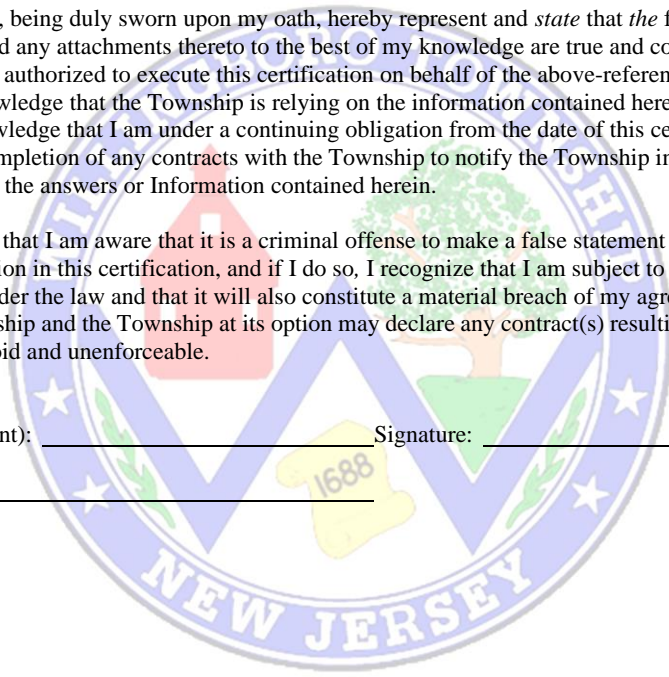 , being duly sworn upon my oath, hereby represent and state that the f
d any attachments thereto to the best of my knowledge are true and co
authorized to execute this certification on behalf of the above-referen
wledge that the Township is relying on the information contained here
wledge that I am under a continuing obligation from the date of this ce
mpletion of any contracts with the Township to notify the Township in
the answers or Information contained herein.
that I am aware that it is a criminal offense to make a false statement
ion in this certification, and if I do so, I recognize that I am subject to
der the law and that it will also constitute a material breach of my agre
ship and the Township at its option may declare any contract(s) resulti
oid and unenforceable.
nt): Signature:
WILLINGBORO TOWNSHIP
1688
NEW JERSEY